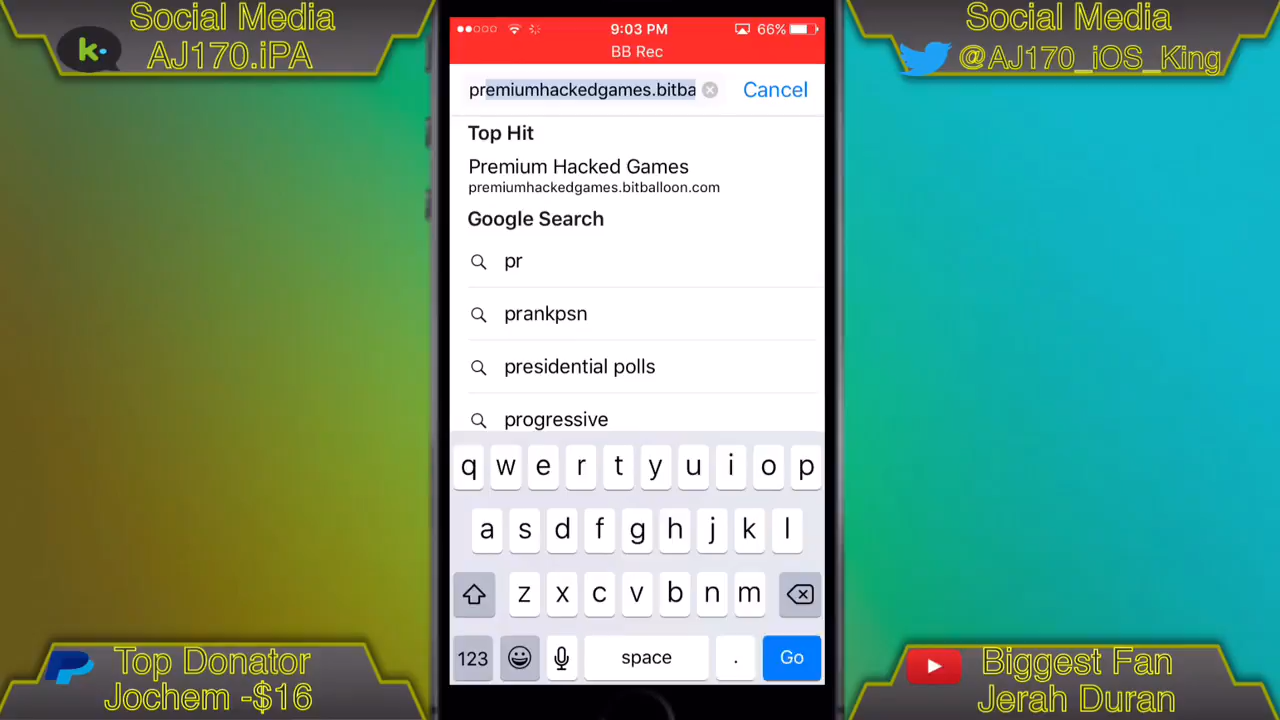 Social Media
AJ170.iPA
Social Media
@AJ170_iOS_King
9:03 PM
66%
BB Rec
premiumhackedgames.bitba
Cancel
Top Hit
Premium Hacked Games
premiumhackedgames.bitballoon.com
Google Search
pr
prankpsn
presidential polls
progressive
q w e r t y u i o p
a s d f g h j k l
z x c v b n m
123
space
.
Go
Top Donator
Jochem -$16
Biggest Fan
Jerah Duran